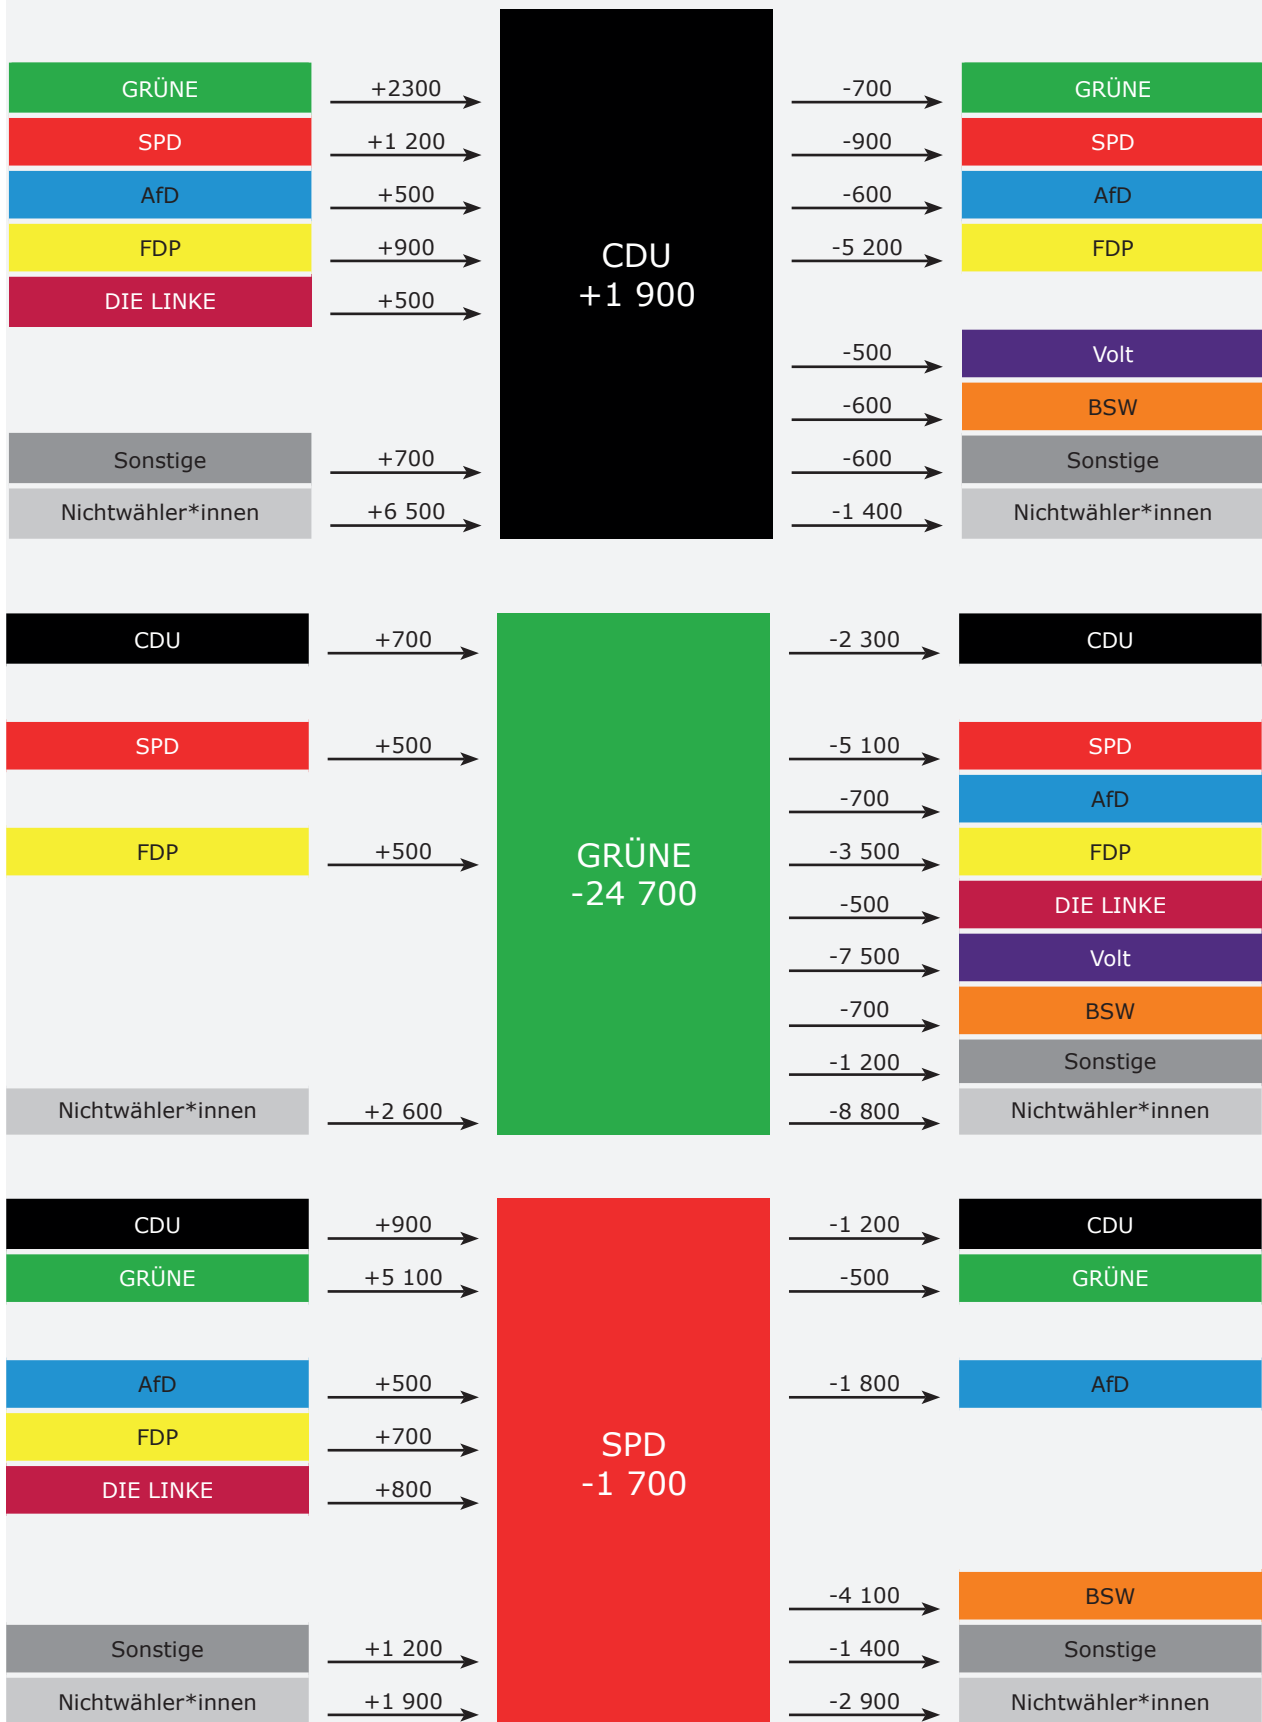 GRÜNE +2300 -700 GRÜNE
SPD +1 200 -900 SPD
AfD +500 -600 AfD
FDP +900 CDU -5 200 FDP
DIE LINKE +500 +1 900
-500 Volt
-600 BSW
Sonstige +700 -600 Sonstige
Nichtwähler*innen +6 500 -1 400 Nichtwähler*innen
CDU +700 -2 300 CDU
SPD +500 -5 100 SPD
-700 AfD
FDP +500 GRÜNE -3 500 FDP
-24 700 -500 DIE LINKE
-7 500 Volt
-700 BSW
-1 200 Sonstige
Nichtwähler*innen +2 600 -8 800 Nichtwähler*innen
CDU +900 -1 200 CDU
GRÜNE +5 100 -500 GRÜNE
AfD +500 -1 800 AfD
FDP +700 SPD
DIE LINKE +800 -1 700
-4 100 BSW
Sonstige +1 200 -1 400 Sonstige
Nichtwähler*innen +1 900 -2 900 Nichtwähler*innen